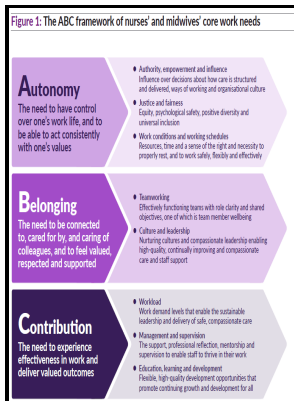 Figure 1: The ABC framework of nurses' and midwives' core work needs
Autonomy
The need to have control
over one's work life, and to
be able to act consistently
with one's values
• Authority, empowerment and influence
Influence over decisions about how care is structured
and delivered, ways of working and organisational culture
• Justice and fairness
Equity, psychological safety, positive diversity and
universal inclusion
• Work conditions and working schedules
Resources, time and a sense of the right and necessity to
properly rest, and to work safely, flexibly and effectively
Belonging
The need to be connected
to, cared for by, and caring of
colleagues, and to feel valued,
respected and supported
• Teamworking
Effectively functioning teams with role clarity and shared
objectives, one of which is team member wellbeing
• Culture and leadership
Nurturing cultures and compassionate leadership enabling
high-quality, continually improving and compassionate
care and staff support
Contribution
The need to experience
effectiveness in work and
deliver valued outcomes
• Workload
Work demand levels that enable the sustainable
leadership and delivery of safe, compassionate care
• Management and supervision
The support, professional reflection, mentorship and
supervision to enable staff to thrive in their work
• Education, learning and development
Flexible, high-quality development opportunities that
promote continuing growth and development for all